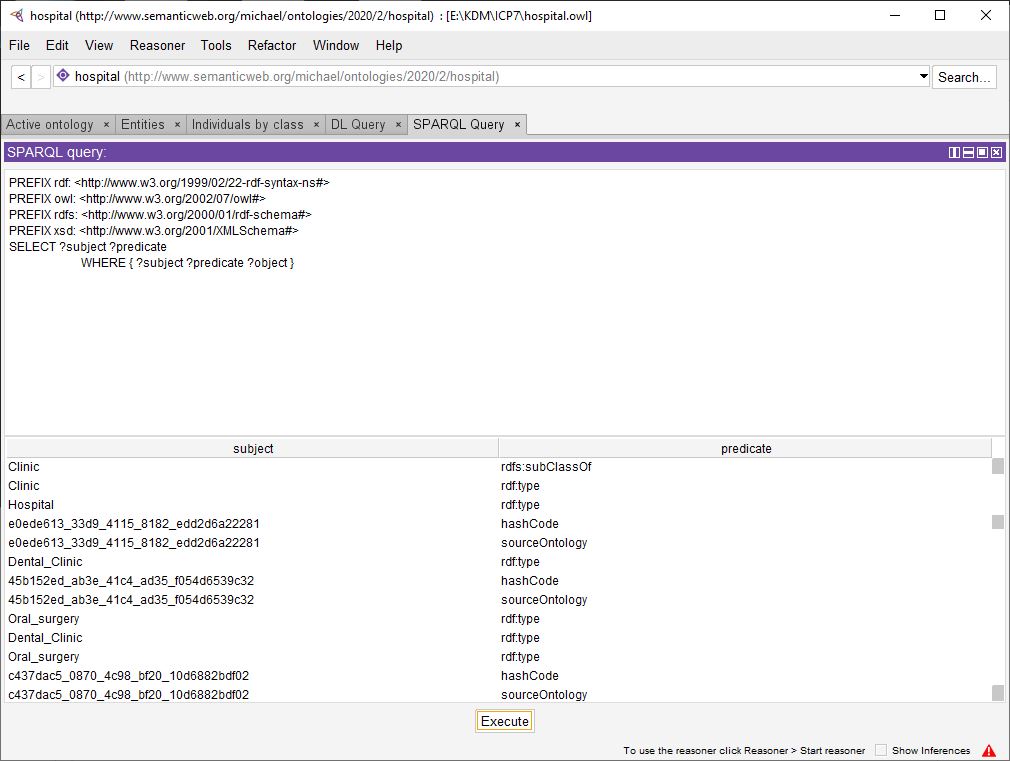 hospital (http://www.semanticweb.org/michael/ontologies/2020/2/hospital) : [E:\KDM\ICP7\hospital.owl]
File Edit View Reasoner Tools Refactor Window Help
< > hospital (http://www.semanticweb.org/michael/ontologies/2020/2/hospital) Search...
Active ontology × Entities × Individuals by class × DL Query × SPARQL Query ×
SPARQL query:
PREFIX rdf: <http://www.w3.org/1999/02/22-rdf-syntax-ns#>
PREFIX owl: <http://www.w3.org/2002/07/owl#>
PREFIX rdfs: <http://www.w3.org/2000/01/rdf-schema#>
PREFIX xsd: <http://www.w3.org/2001/XMLSchema#>
SELECT ?subject ?predicate
WHERE { ?subject ?predicate ?object }
subject predicate
Clinic rdfs:subClassOf
Clinic rdf:type
Hospital rdf:type
e0ede613_33d9_4115_8182_edd2d6a22281 hashCode
e0ede613_33d9_4115_8182_edd2d6a22281 sourceOntology
Dental_Clinic rdf:type
45b152ed_ab3e_41c4_ad35_f054d6539c32 hashCode
45b152ed_ab3e_41c4_ad35_f054d6539c32 sourceOntology
Oral_surgery rdf:type
Dental_Clinic rdf:type
Oral_surgery rdf:type
c437dac5_0870_4c98_bf20_10d6882bdf02 hashCode
c437dac5_0870_4c98_bf20_10d6882bdf02 sourceOntology
Execute
To use the reasoner click Reasoner > Start reasoner Show Inferences